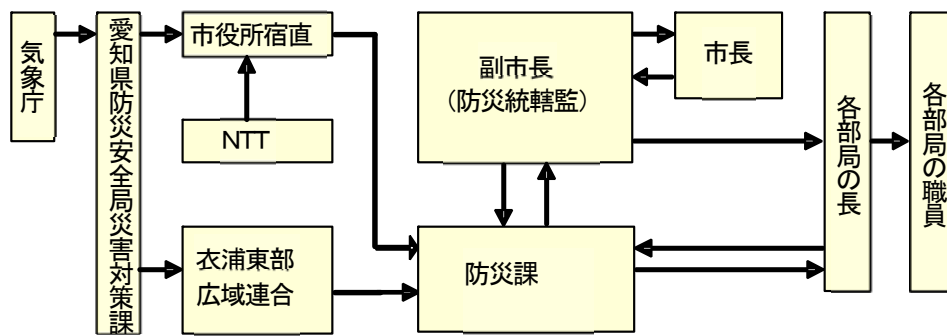 気象庁
愛知県防災安全局災害対策課
市役所宿直
NTT
衣浦東部
広域連合
副市長
（防災統轄監）
市長
防災課
各部局の長
各部局の職員